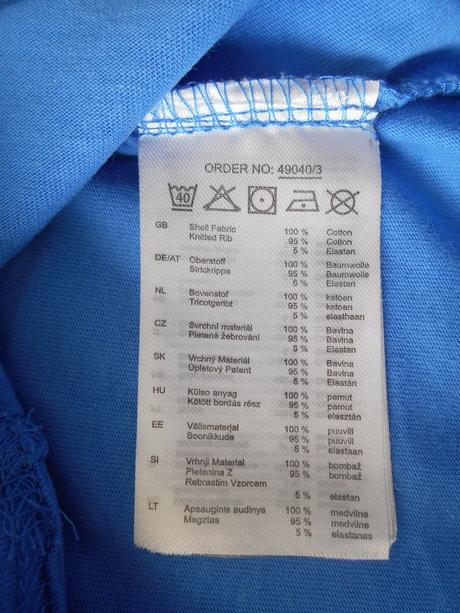 ORDER NO: 49040/3
40
GB Shell Fabric 100 % Cotton
Knitted Rib 95 % Cotton
5 % Elastan
DE/AT Oberstoff 100 % Baumwolle
Strickrippe 95 % Baumwolle
5 % Elastan
NL Bovenstof 100 % katoen
Tricotgeribt 95 % katoen
5 % elasthaan
CZ Svrchní materiál 100 % Bavlna
Pletené žebrování 95 % Bavlna
5 % Elastan
SK Vrchný Materiál 100 % Bavlna
Úpletový Patent 95 % Bavlna
5 % Elastán
HU Külso anyag 100 % pamut
Kötött bordás rész 95 % pamut
5 % elasztán
EE Välismaterjal 100 % puuvill
Soonikkude 95 % puuvill
5 % elastaan
SI Vrhnji Material 100 % bombaž
Pletenina Z 95 % bombaž
Rebrastim Vzorcem
5 % elastan
LT Apsauginis audinys 100 % medvilnė
Megztas 95 % medvilnė
5 % elastanas